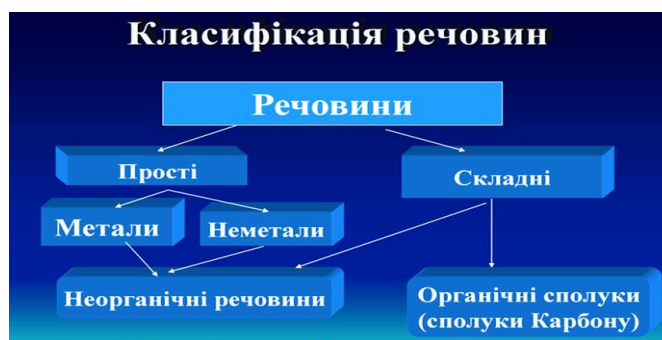 Класифікація речовин
Речовини
Прості
Складні
Метали
Неметали
Неорганічні речовини
Органічні сполуки
(сполуки Карбону)